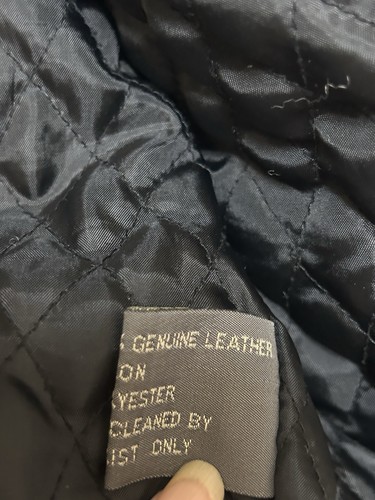 GENUINE LEATHER
ON
YESTER
CLEANED BY
IST ONLY